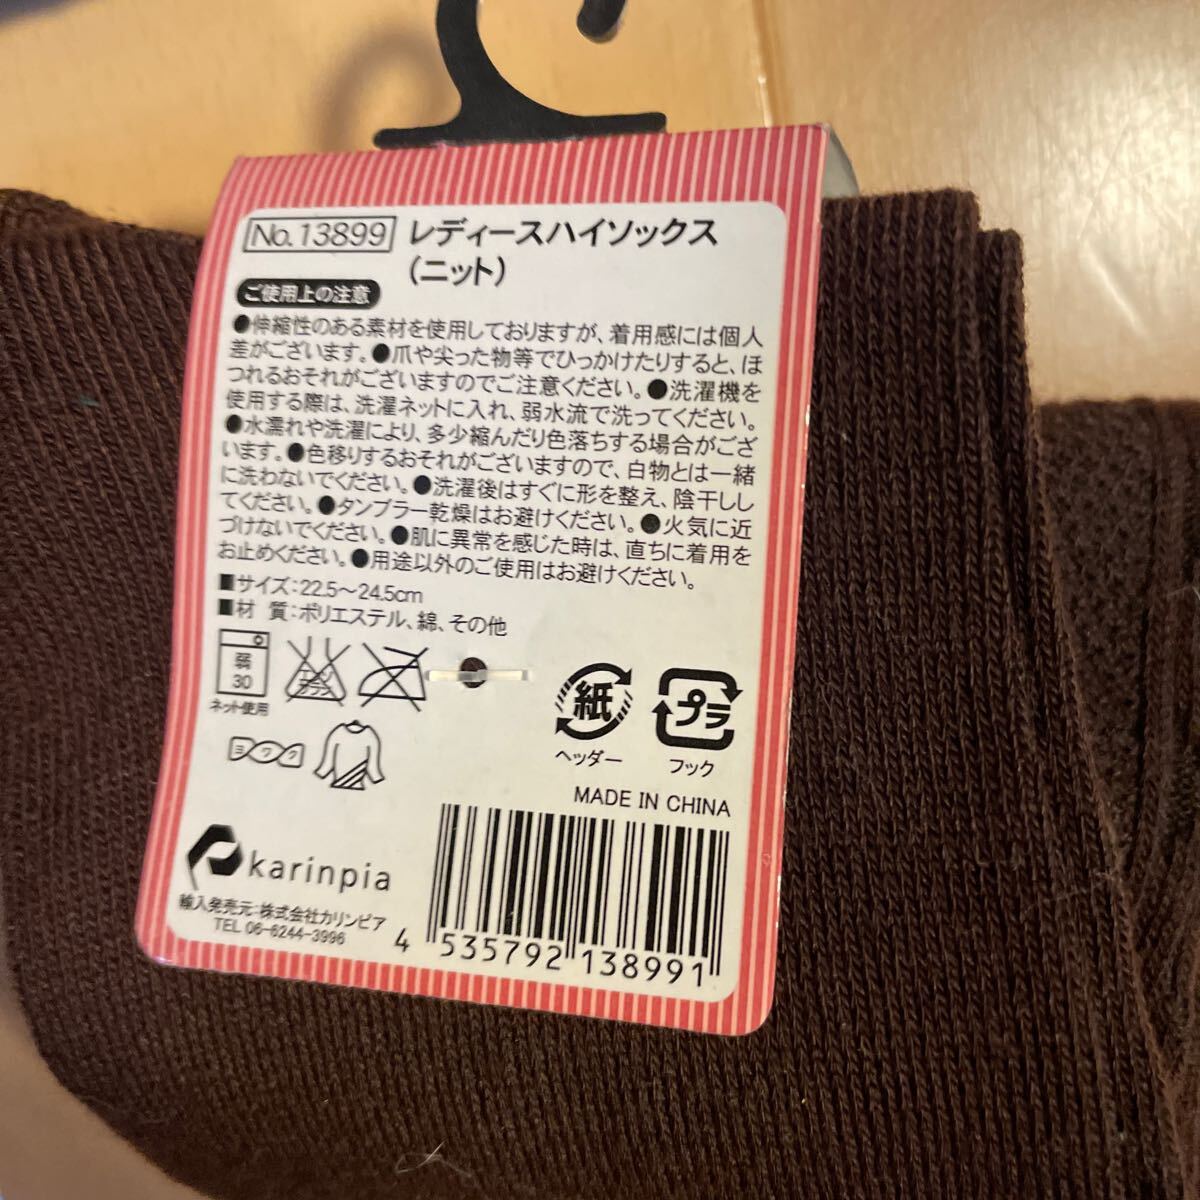 No.13899 レディースハイソックス
(ニット)
ご使用上の注意
●伸縮性のある素材を使用しておりますが、着用感には個人
差がございます。●爪や尖った物等でひっかけたりすると、ほ
つれるおそれがございますのでご注意ください。●洗濯機を
使用する際は、洗濯ネットに入れ、弱水流で洗ってください。
●水濡れや洗濯により、多少縮んだり色落ちする場合がござ
います。●色移りするおそれがございますので、白物とは一緒
に洗わないでください。●洗濯後はすぐに形を整え、陰干しし
てください。●タンブラー乾燥はお避けください。●火気に近
づけないでください。●肌に異常を感じた時は、直ちに着用を
お止めください。●用途以外のご使用はお避けください。
■サイズ:22.5～24.5cm
■材 質:ポリエステル、綿、その他
弱
30
ネット使用
エンソ
サラシ
ヨワク
紙
ヘッダー
プラ
フック
MADE IN CHINA
karinpia
輸入発売元:株式会社カリンピア
TEL 06-6244-3996
4 535792 138991